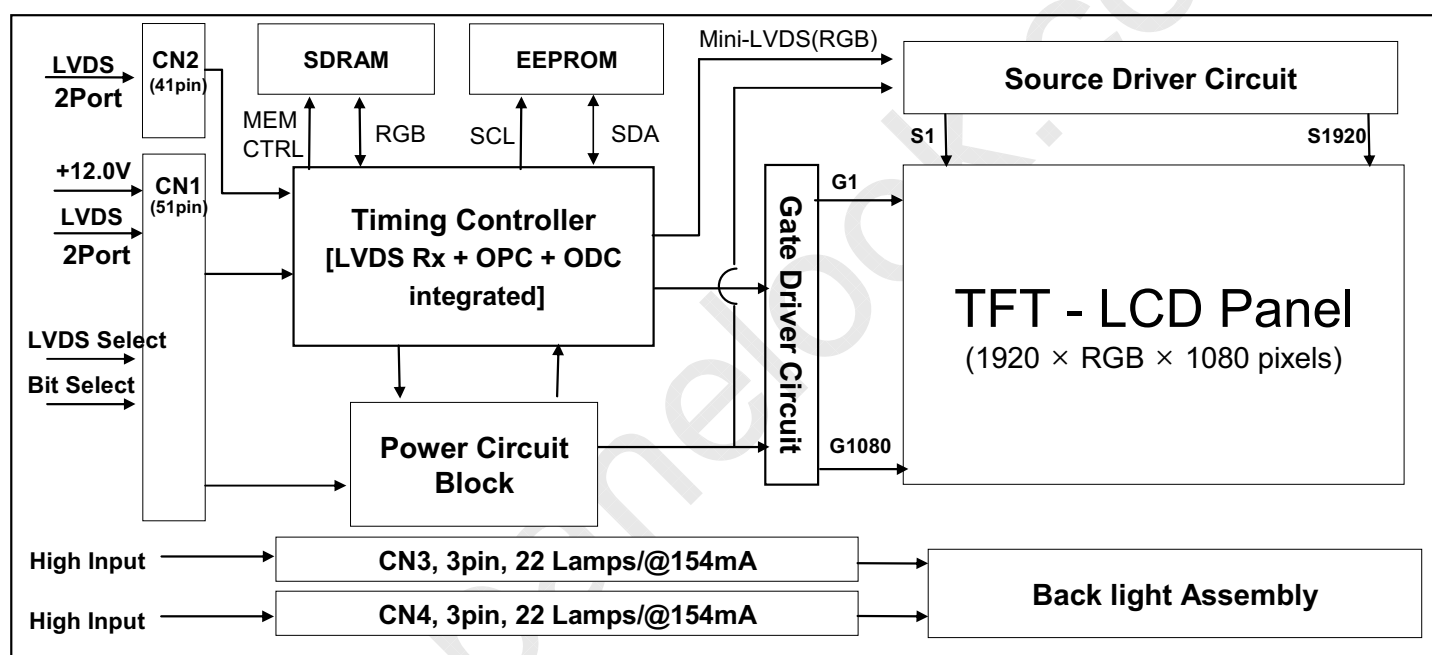 LVDS
2Port
CN2
(41pin)
SDRAM
EEPROM
Mini-LVDS(RGB)
Source Driver Circuit
MEM
CTRL
RGB
SCL
SDA
S1
S1920
+12.0V
LVDS
2Port
CN1
(51pin)
Timing Controller
[LVDS Rx + OPC + ODC
integrated]
G1
Gate Driver Circuit
TFT - LCD Panel
(1920 × RGB × 1080 pixels)
LVDS Select
Bit Select
Power Circuit
Block
G1080
High Input
CN3, 3pin, 22 Lamps/@154mA
High Input
CN4, 3pin, 22 Lamps/@154mA
Back light Assembly
panelook.co